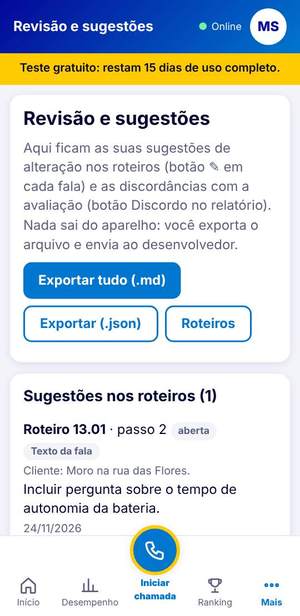 Revisão e sugestões
Online
MS
Teste gratuito: restam 15 dias de uso completo.
Revisão e sugestões
Aqui ficam as suas sugestões de
alteração nos roteiros (botão ✎ em
cada fala) e as discordâncias com a
avaliação (botão Discordo no relatório).
Nada sai do aparelho: você exporta o
arquivo e envia ao desenvolvedor.
Exportar tudo (.md)
Exportar (.json)
Roteiros
Sugestões nos roteiros (1)
Roteiro 13.01 · passo 2 aberta
Texto da fala
Cliente: Moro na rua das Flores.
Incluir pergunta sobre o tempo de
autonomia da bateria.
24/11/2026
Início
Desempenho
Iniciar
chamada
Ranking
Mais